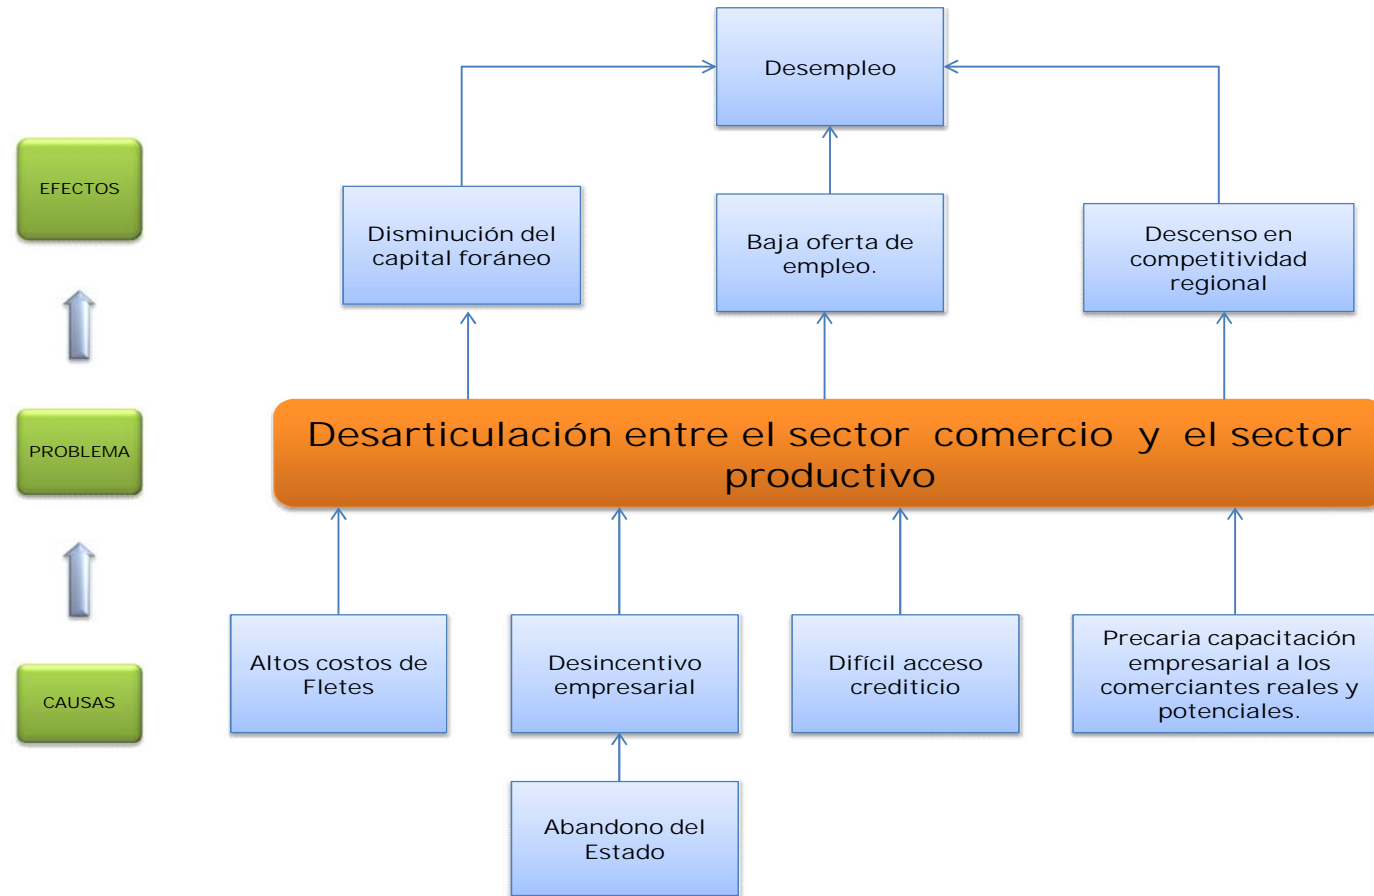 Desempleo
EFECTOS
Disminución del
capital foráneo
Baja oferta de
empleo.
Descenso en
competitividad
regional
PROBLEMA
Desarticulación entre el sector comercio y el sector
productivo
CAUSAS
Altos costos de
Fletes
Desincentivo
empresarial
Difícil acceso
crediticio
Precaria capacitación
empresarial a los
comerciantes reales y
potenciales.
Abandono del
Estado